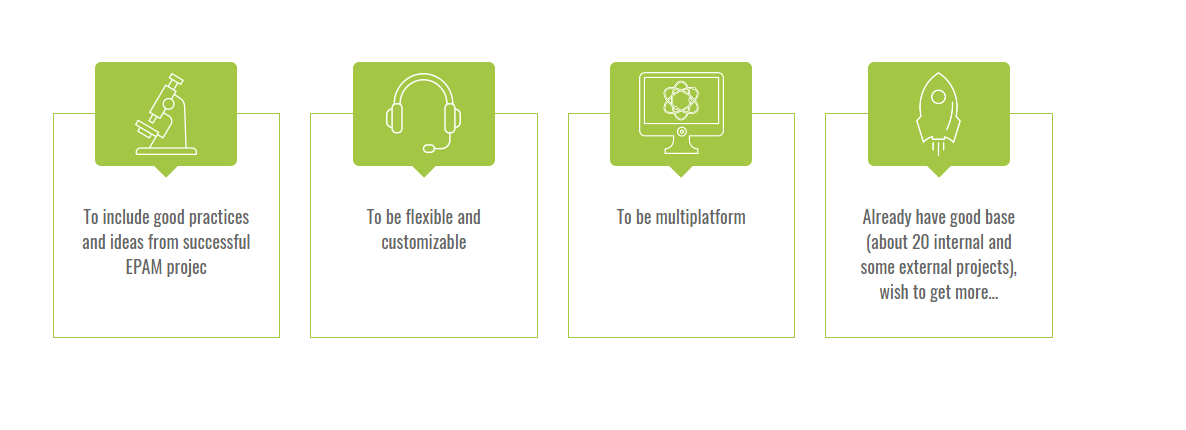 To include good practices
and ideas from successful
EPAM projec
To be flexible and
customizable
To be multiplatform
Already have good base
(about 20 internal and
some external projects),
wish to get more...